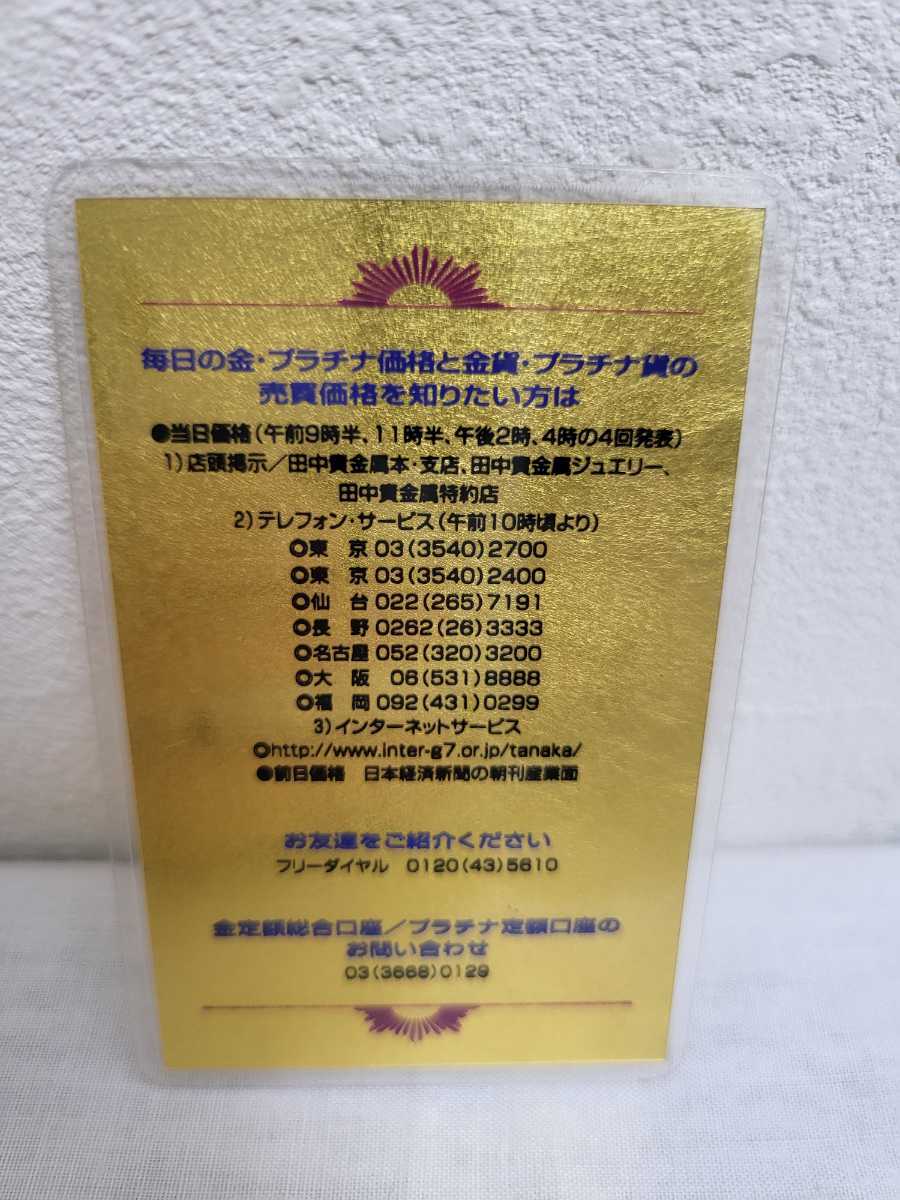 毎日の金・プラチナ価格と金貨・プラチナ貨の
売買価格を知りたい方は
●当日価格(午前9時半、11時半、午後2時、4時の4回発表)
1)店頭掲示/田中貴金属本・支店、田中貴金属ジュエリー、
田中貴金属特約店
2)テレフォン・サービス(午前10時頃より)
◎東 京 03(3540)2700
◎東 京 03(3540)2400
◎仙 台 022(265)7191
◎長 野 0262(26)3333
◎名古屋 052(320)3200
◎大 阪 06(531)8888
◎福 岡 092(431)0299
3)インターネットサービス
◎http://www.inter-g7.or.jp/tanaka/
●前日価格 日本経済新聞の朝刊産業面
お友達をご紹介ください
フリーダイヤル 0120(43)5610
金定額総合口座/プラチナ定額口座の
お問い合わせ
03(3668)0129